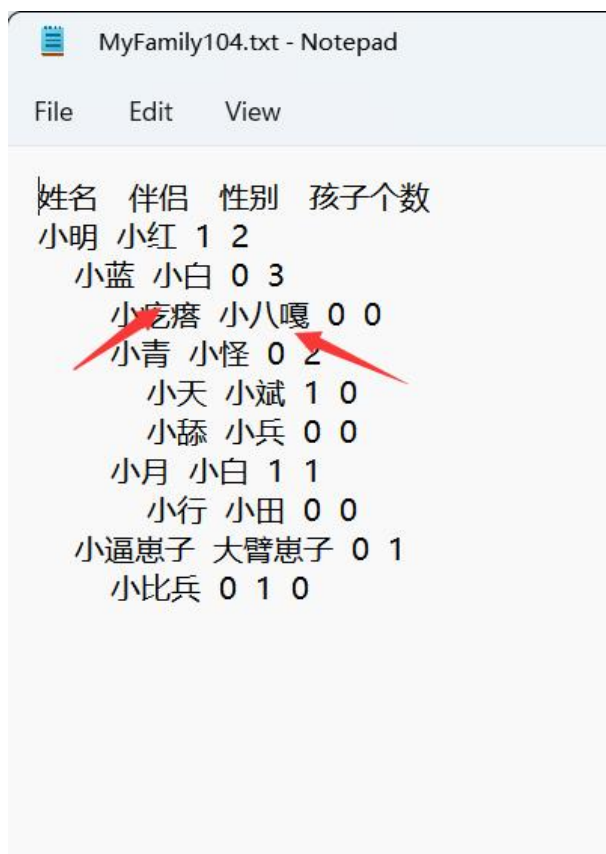 MyFamily104.txt - Notepad
File Edit View
姓名 伴侣 性别 孩子个数
小明 小红 1 2
小蓝 小白 0 3
小疙瘩 小八嘎 0 0
小青 小怪 0 2
小天 小斌 1 0
小舔 小兵 0 0
小月 小白 1 1
小行 小田 0 0
小逼崽子 大臂崽子 0 1
小比兵 0 1 0